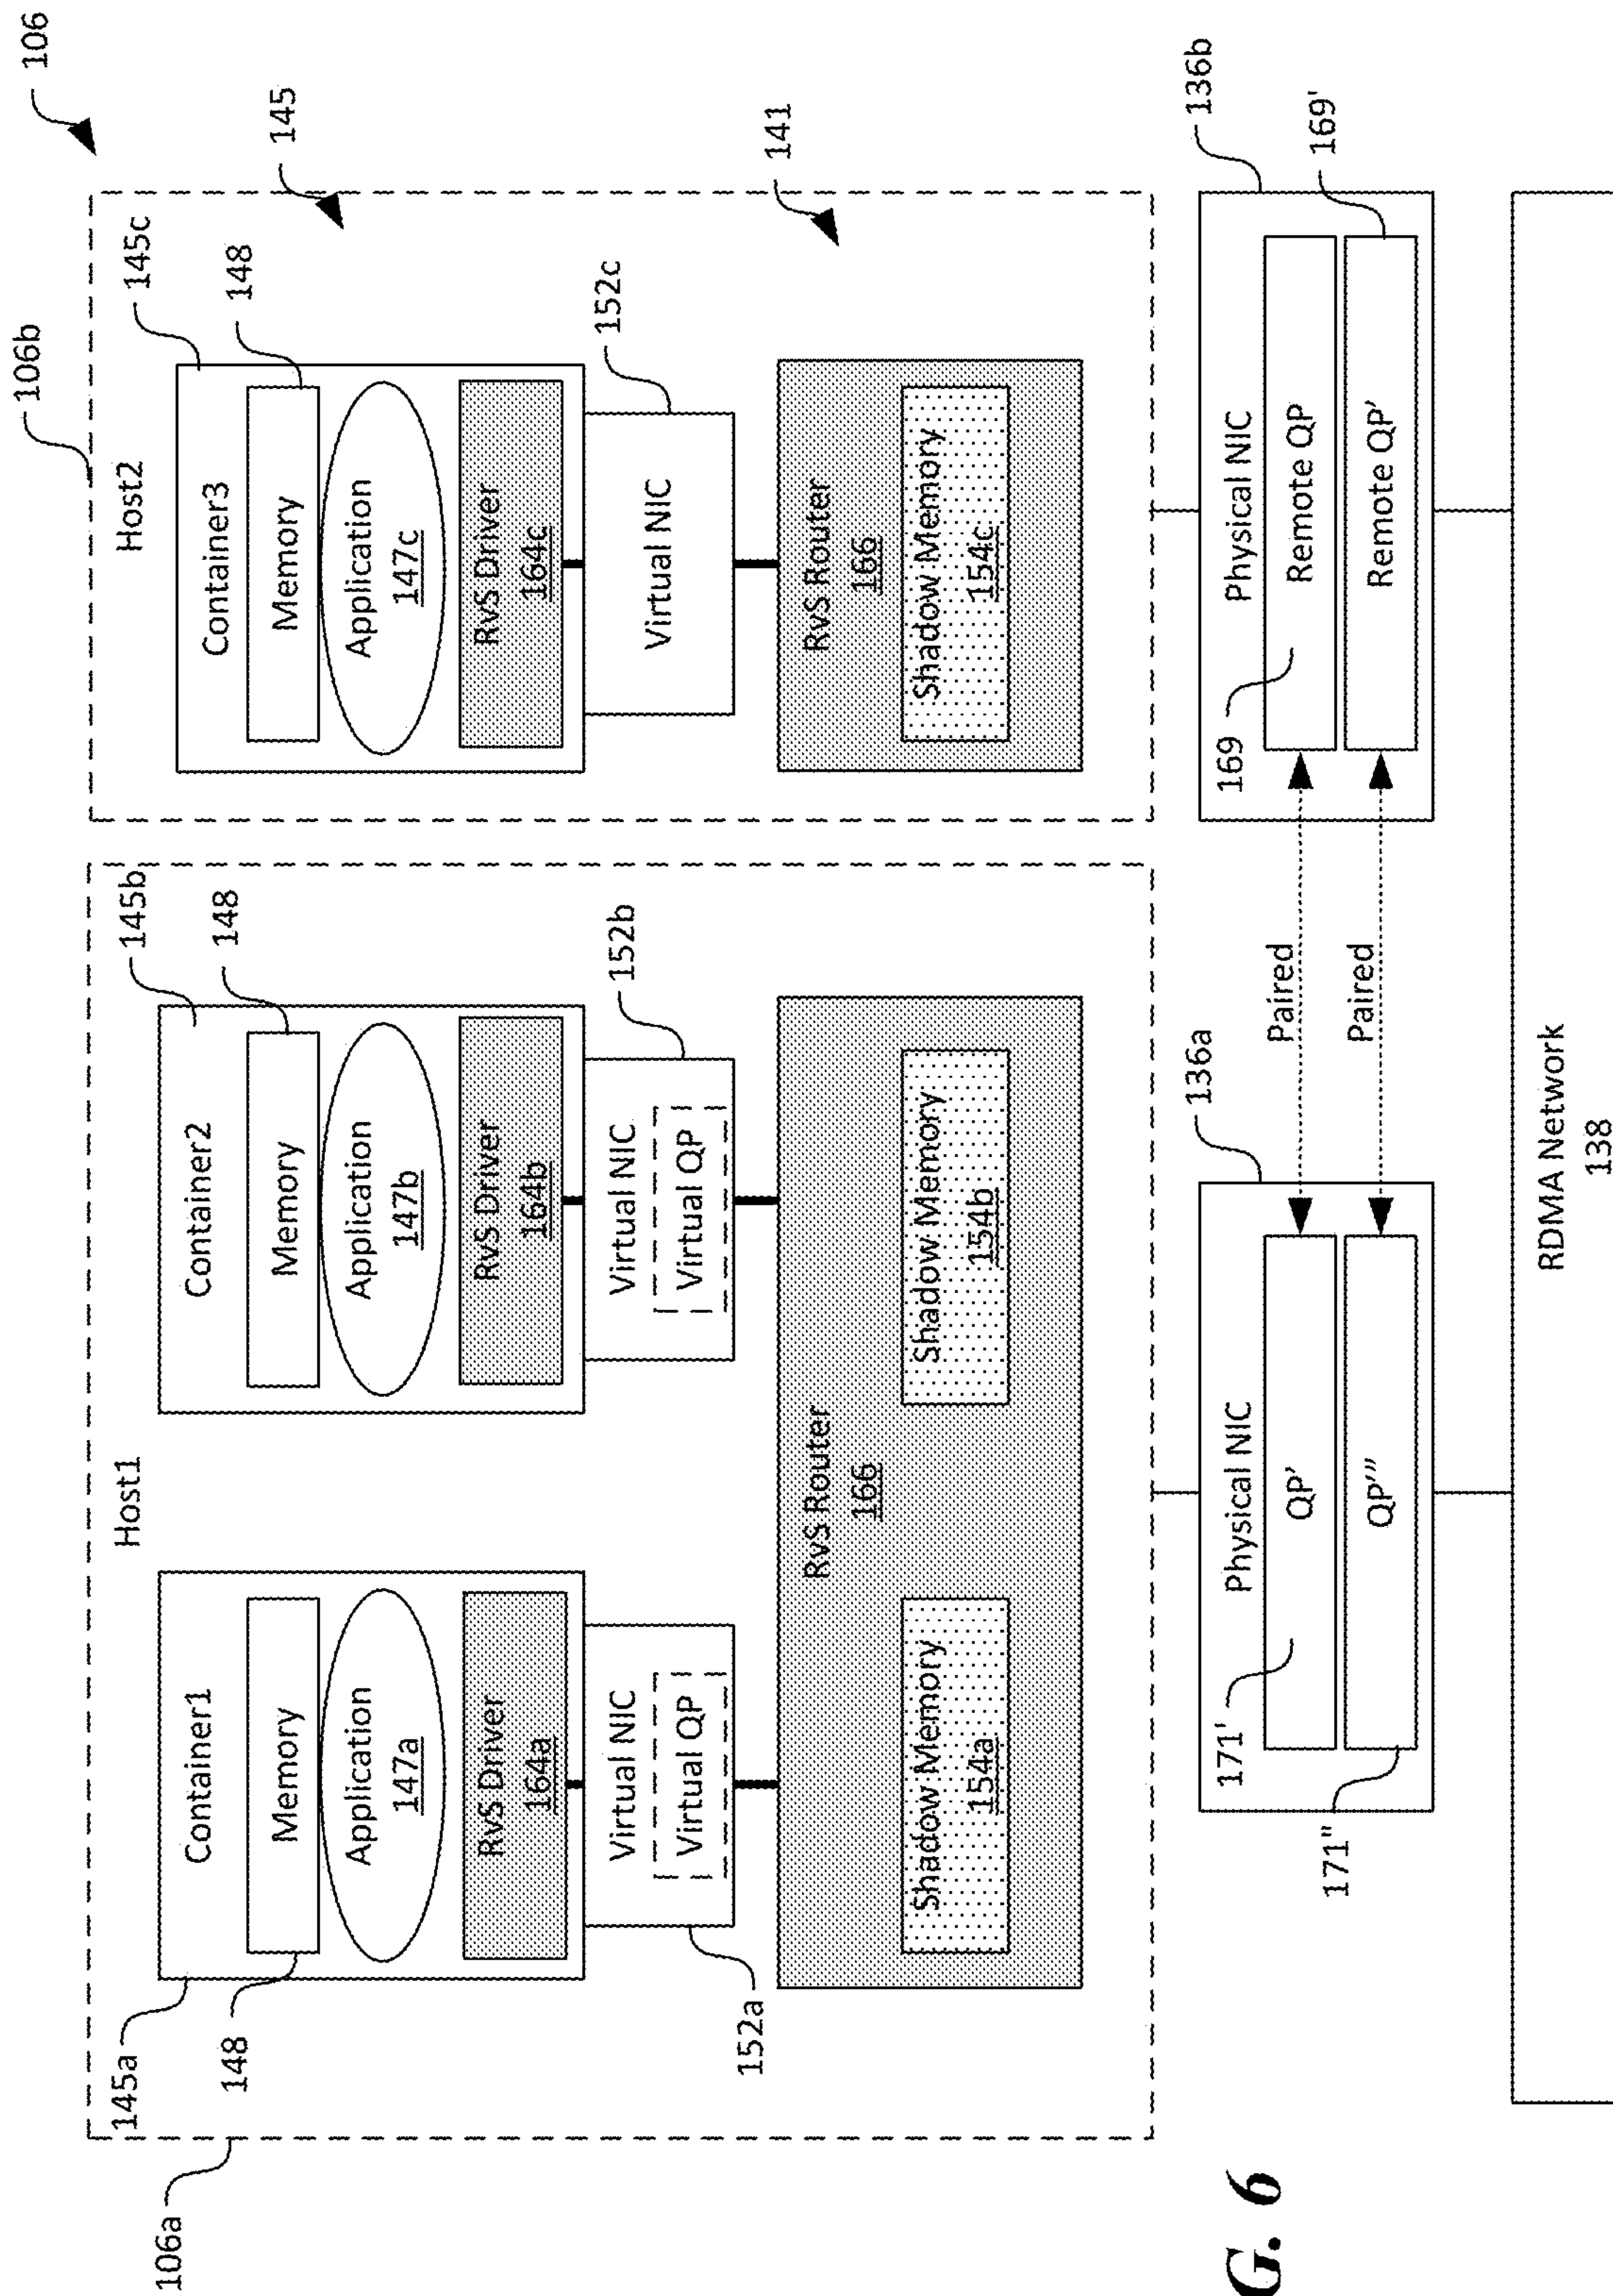 106
106b
145
145c
148
Host2
Container3
Memory
Application
147c
RvS Driver
164c
152c
Virtual NIC
141
RvS Router
166
Shadow Memory
154c
106a
145a
148
Host1
Container1
Memory
Application
147a
RvS Driver
164a
152a
Virtual NIC
Virtual QP
145b
148
Container2
Memory
Application
147b
RvS Driver
164b
152b
Virtual NIC
Virtual QP
RvS Router
166
Shadow Memory
154a
Shadow Memory
154b
136a
Physical NIC
171'
QP'
171"
QP'"
Paired
Paired
136b
Physical NIC
169
Remote QP
169'
Remote QP'
RDMA Network
138
G. 6